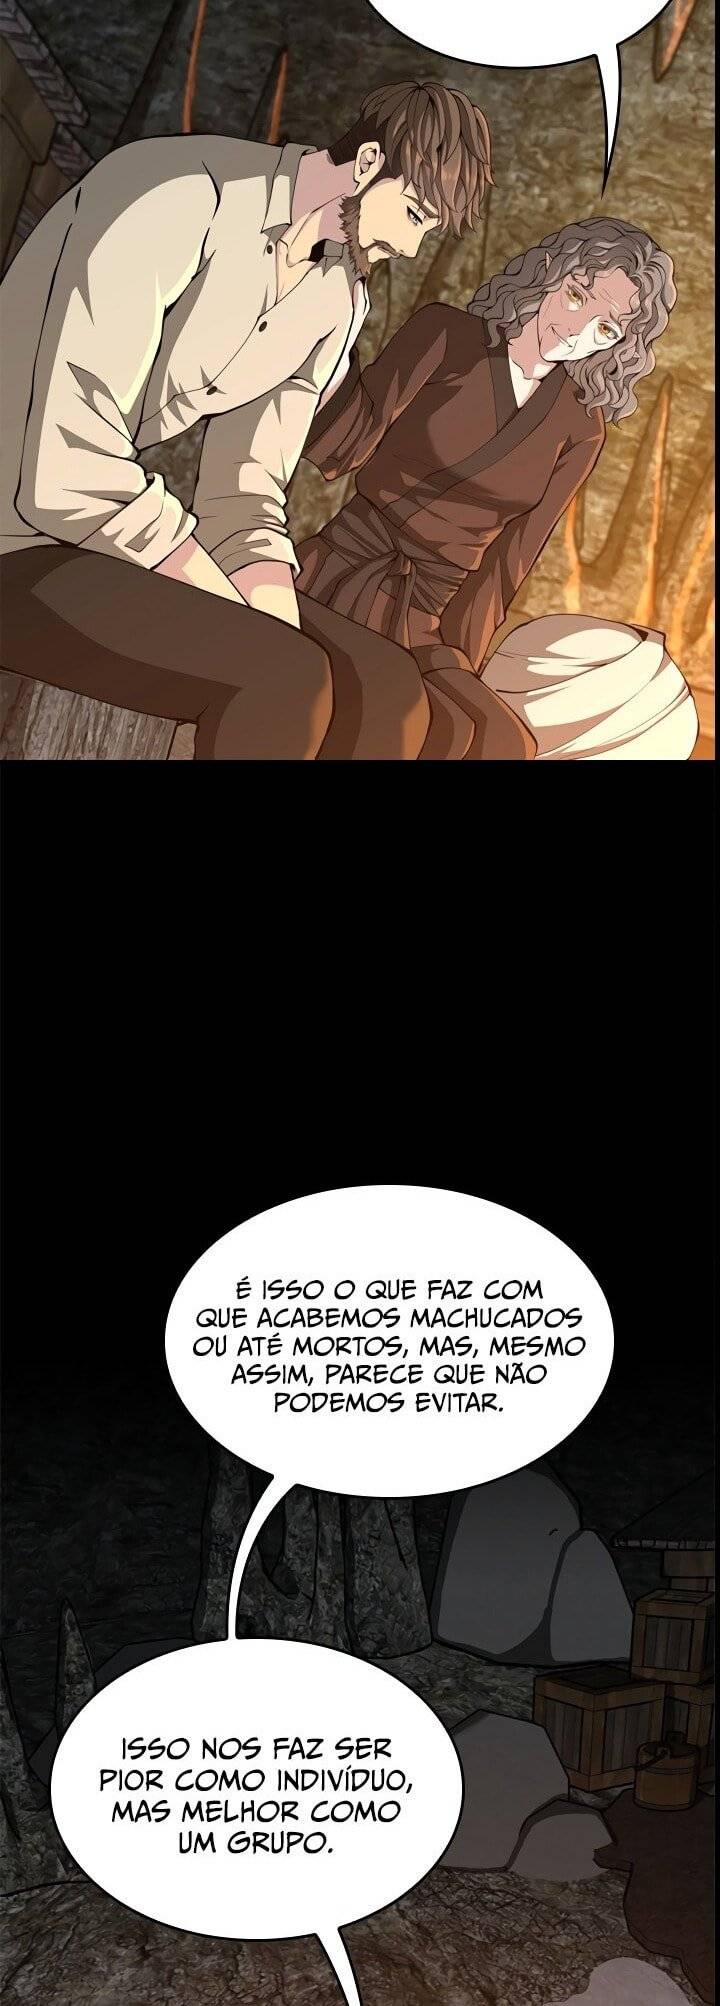 É ISSO O QUE FAZ COM
QUE ACABEMOS MACHUCADOS
OU ATÉ MORTOS, MAS, MESMO
ASSIM, PARECE QUE NÃO
PODEMOS EVITAR.
ISSO NOS FAZ SER
PIOR COMO INDIVÍDUO,
MAS MELHOR COMO
UM GRUPO.